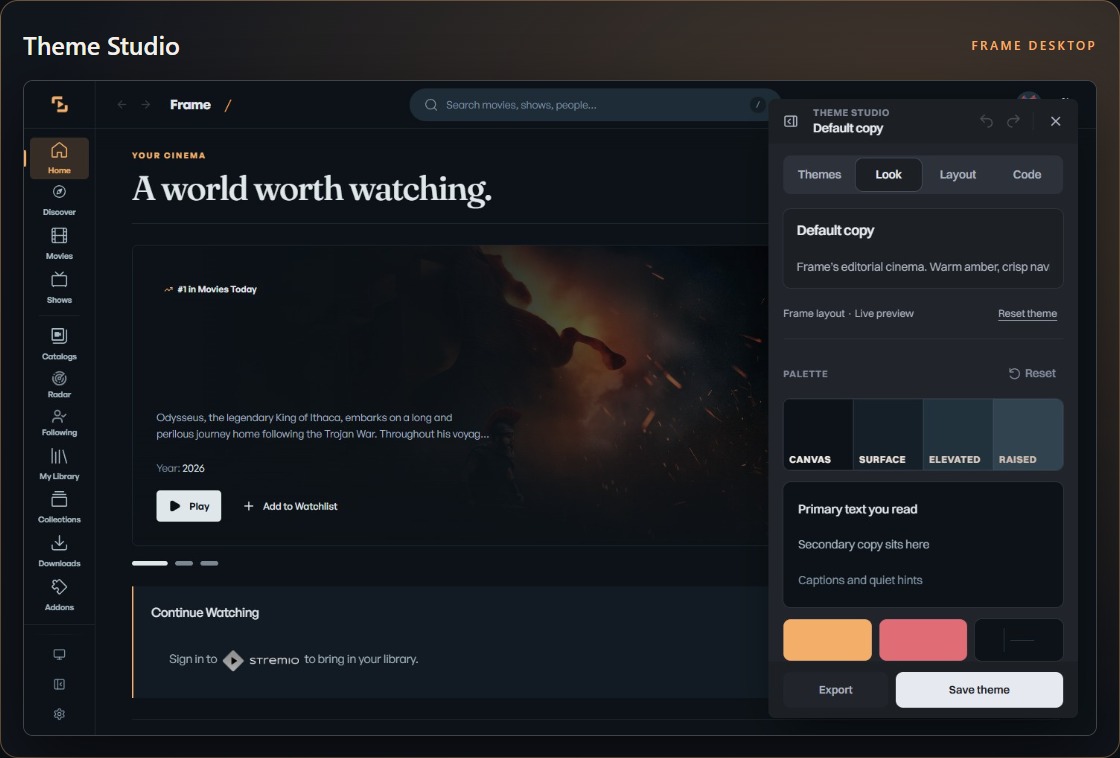 Theme Studio
FRAME DESKTOP
Frame /
Search movies, shows, people...
/
Home
Discover
Movies
Shows
Catalogs
Radar
Following
My Library
Collections
Downloads
Addons
YOUR CINEMA
A world worth watching.
#1 in Movies Today
Odysseus, the legendary King of Ithaca, embarks on a long and
perilous journey home following the Trojan War. Throughout his voyag...
Year: 2026
Play
Add to Watchlist
Continue Watching
Sign in to stremio to bring in your library.
THEME STUDIO
Default copy
Themes
Look
Layout
Code
Default copy
Frame's editorial cinema. Warm amber, crisp nav
Frame layout · Live preview
Reset theme
PALETTE
Reset
CANVAS
SURFACE
ELEVATED
RAISED
Primary text you read
Secondary copy sits here
Captions and quiet hints
Export
Save theme